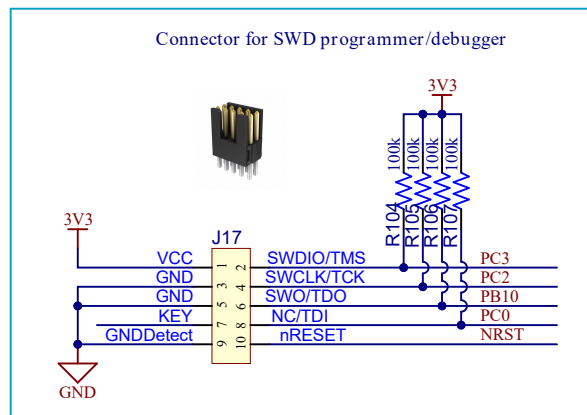 Connector for SWD programmer/debugger
3V3
100k 100k 100k 100k
R104 R105 R106 R107
3V3
J17
VCC 1 2 SWDIO/TMS PC3
GND 3 4 SWCLK/TCK PC2
GND 5 6 SWO/TDO PB10
KEY 7 8 NC/TDI PC0
GNDDetect 9 10 nRESET NRST
GND